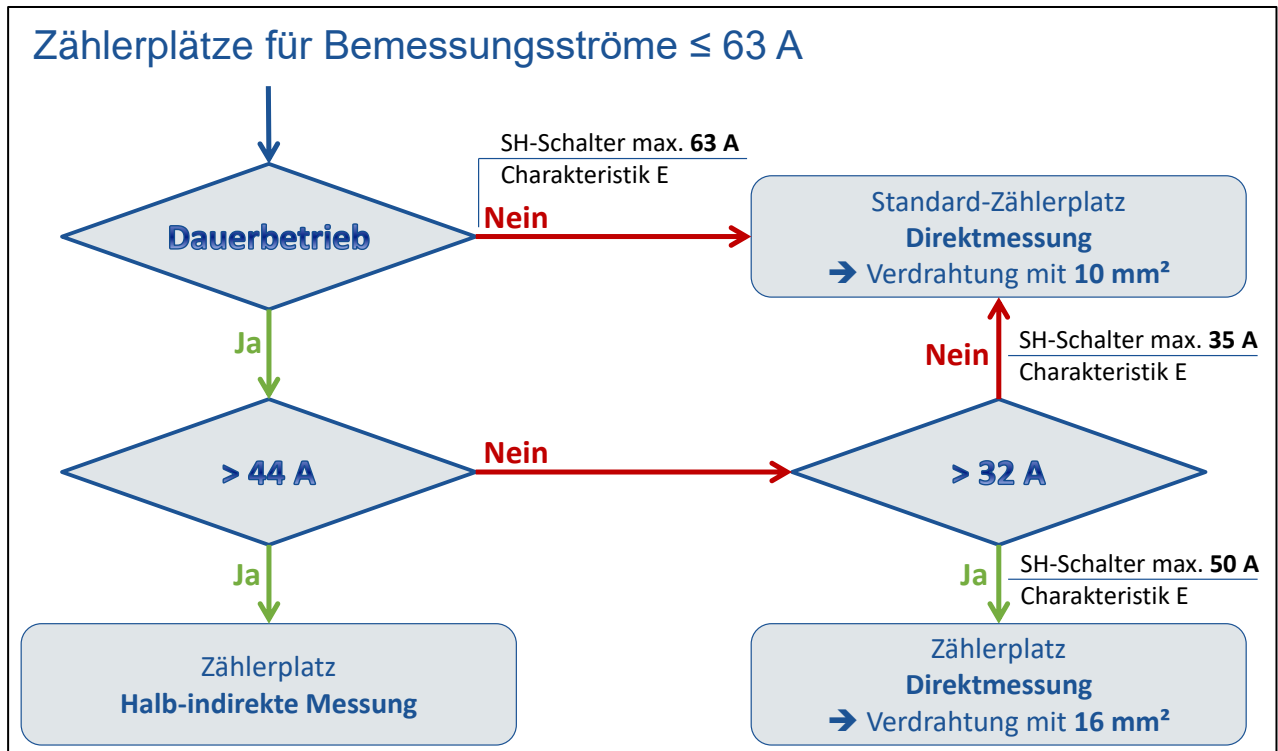 Zählerplätze für Bemessungsströme ≤ 63 A
SH-Schalter max. 63 A
Charakteristik E
Dauerbetrieb
Nein
Standard-Zählerplatz
Direktmessung
➔ Verdrahtung mit 10 mm²
Ja
Nein
SH-Schalter max. 35 A
Charakteristik E
> 44 A
Nein
> 32 A
Ja
Ja
SH-Schalter max. 50 A
Charakteristik E
Zählerplatz
Halb-indirekte Messung
Zählerplatz
Direktmessung
➔ Verdrahtung mit 16 mm²